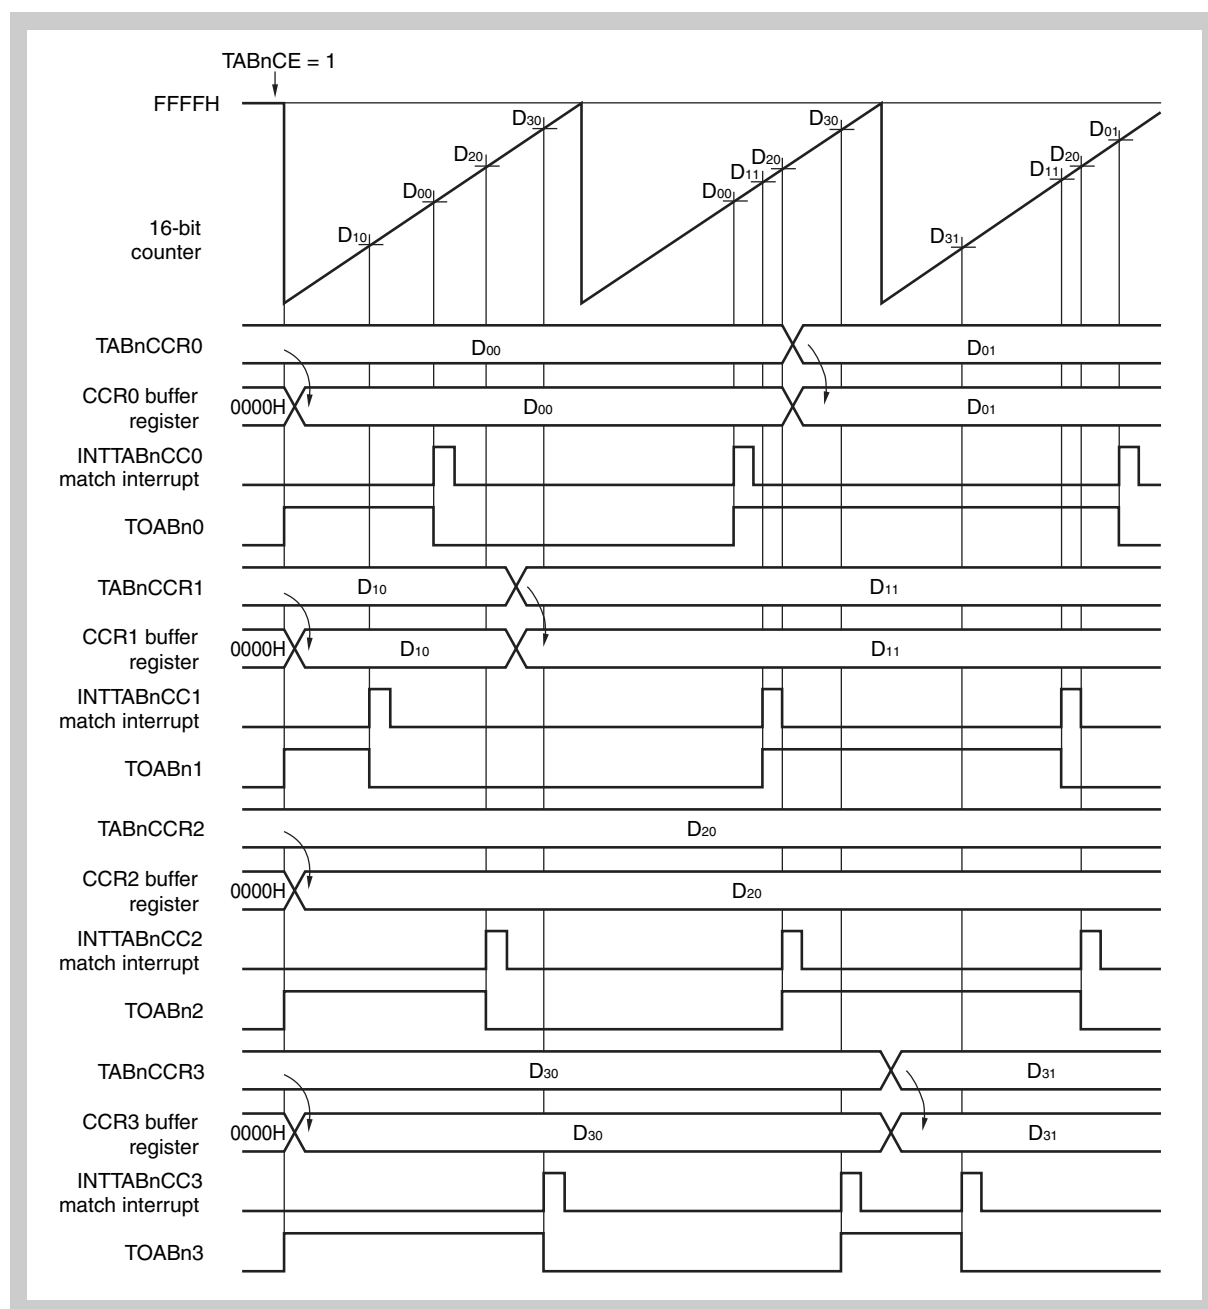 TABnCE = 1
FFFFH
D30
D30
D01
D20
D20
D20
D11
D11
D00
D00
16-bit
counter
D10
D31
TABnCCR0
D00
D01
CCR0 buffer
register
0000H
D00
D01
INTTABnCC0
match interrupt
TOABn0
TABnCCR1
D10
D11
CCR1 buffer
register
0000H
D10
D11
INTTABnCC1
match interrupt
TOABn1
TABnCCR2
D20
CCR2 buffer
register
0000H
D20
INTTABnCC2
match interrupt
TOABn2
TABnCCR3
D30
D31
CCR3 buffer
register
0000H
D30
D31
INTTABnCC3
match interrupt
TOABn3